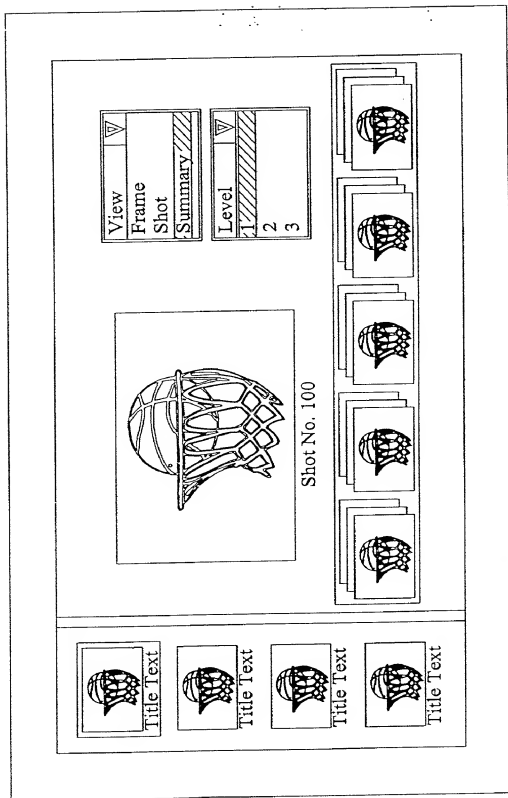 Title Text
Title Text
Title Text
Title Text
Shot No. 100
View
Frame
Shot
Summary
Level
1
2
3